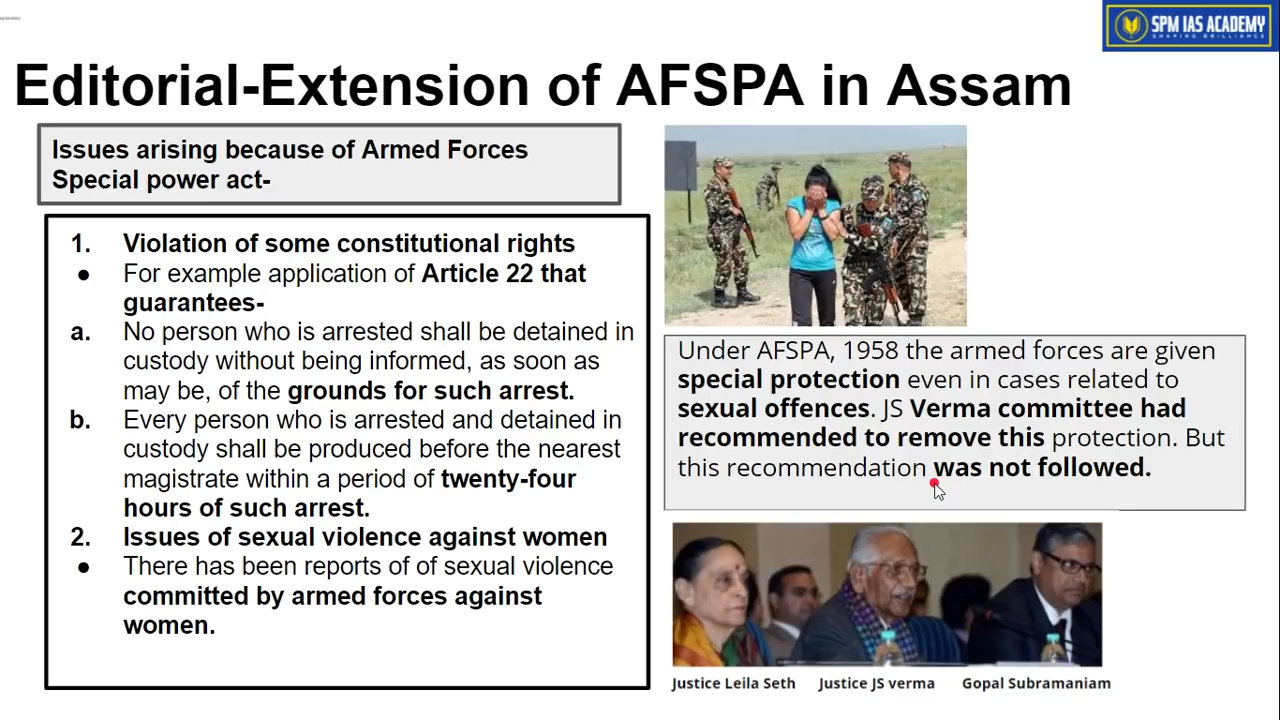 SPM IAS ACADEMY
SHAPING BRILLIANCE
Editorial-Extension of AFSPA in Assam
Issues arising because of Armed Forces
Special power act-
1. Violation of some constitutional rights
● For example application of Article 22 that
guarantees-
a. No person who is arrested shall be detained in
custody without being informed, as soon as
may be, of the grounds for such arrest.
b. Every person who is arrested and detained in
custody shall be produced before the nearest
magistrate within a period of twenty-four
hours of such arrest.
2. Issues of sexual violence against women
● There has been reports of of sexual violence
committed by armed forces against
women.
Under AFSPA, 1958 the armed forces are given
special protection even in cases related to
sexual offences. JS Verma committee had
recommended to remove this protection. But
this recommendation was not followed.
Justice Leila Seth Justice JS verma Gopal Subramaniam